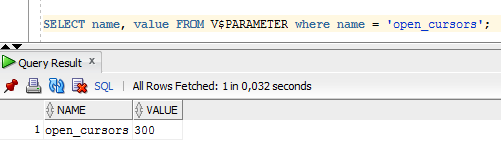 SELECT name, value FROM V$PARAMETER where name = 'open_cursors';
Query Result x
SQL | All Rows Fetched: 1 in 0,032 seconds
NAME VALUE
1 open_cursors 300